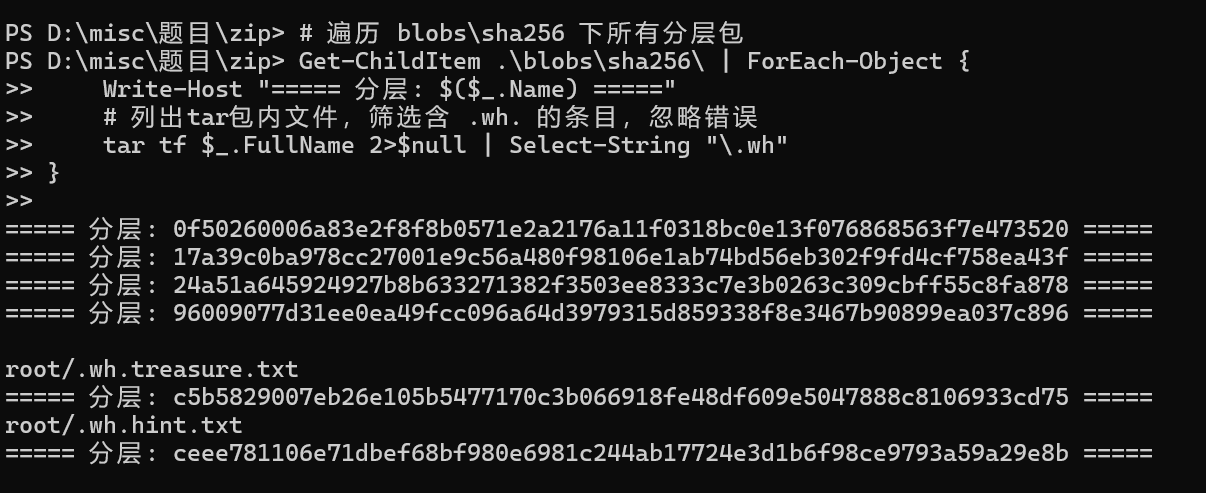 PS D:\misc\题目\zip> # 遍历 blobs\sha256 下所有分层包
PS D:\misc\题目\zip> Get-ChildItem .\blobs\sha256\ | ForEach-Object {
>>     Write-Host "===== 分层: $($_.Name) ====="
>>     # 列出tar包内文件，筛选含 .wh. 的条目，忽略错误
>>     tar tf $_.FullName 2>$null | Select-String "\.wh"
>> }
>>
===== 分层: 0f50260006a83e2f8f8b0571e2a2176a11f0318bc0e13f076868563f7e473520 =====
===== 分层: 17a39c0ba978cc27001e9c56a480f98106e1ab74bd56eb302f9fd4cf758ea43f =====
===== 分层: 24a51a645924927b8b633271382f3503ee8333c7e3b0263c309cbff55c8fa878 =====
===== 分层: 96009077d31ee0ea49fcc096a64d3979315d859338f8e3467b90899ea037c896 =====
root/.wh.treasure.txt
===== 分层: c5b5829007eb26e105b5477170c3b066918fe48df609e5047888c8106933cd75 =====
root/.wh.hint.txt
===== 分层: ceee781106e71dbef68bf980e6981c244ab17724e3d1b6f98ce9793a59a29e8b =====